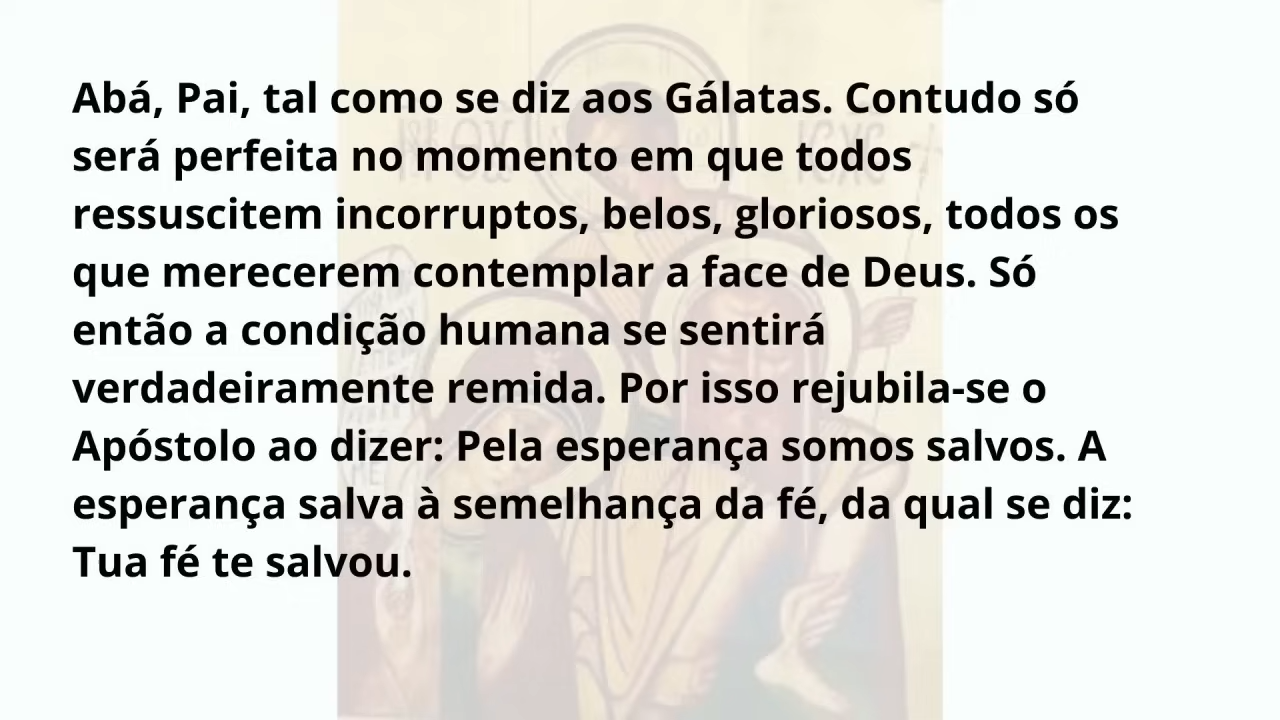 Abá, Pai, tal como se diz aos Gálatas. Contudo só
será perfeita no momento em que todos
ressuscitem incorruptos, belos, gloriosos, todos os
que merecerem contemplar a face de Deus. Só
então a condição humana se sentirá
verdadeiramente remida. Por isso rejubila-se o
Apóstolo ao dizer: Pela esperança somos salvos. A
esperança salva à semelhança da fé, da qual se diz:
Tua fé te salvou.